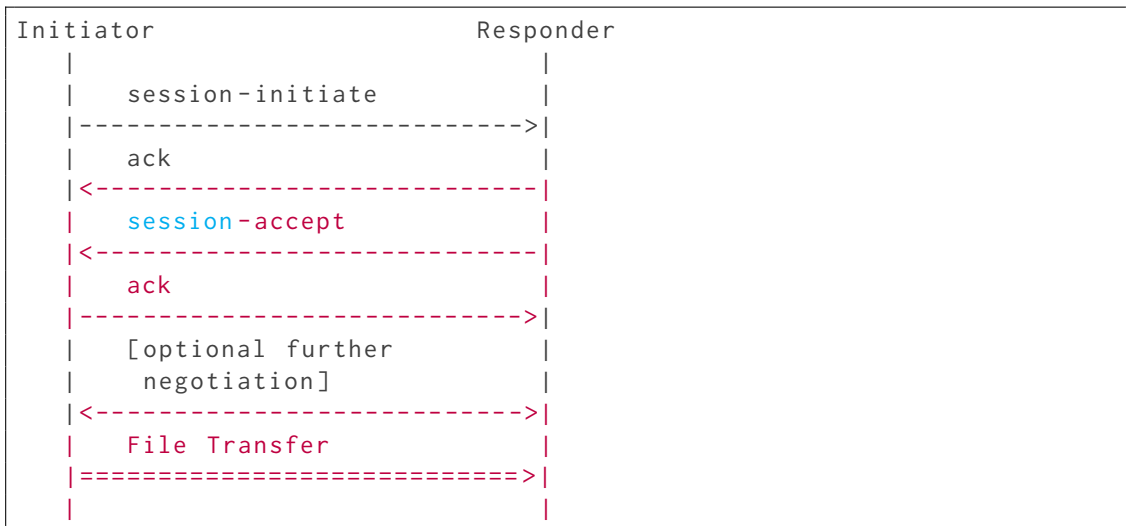 Initiator                    Responder
   |                             |
   |   session-initiate          |
   |---------------------------->|
   |   ack                       |
   |<----------------------------|
   |   session-accept            |
   |<----------------------------|
   |   ack                       |
   |---------------------------->|
   |   [optional further         |
   |    negotiation]             |
   |<--------------------------->|
   |   File Transfer             |
   |============================>|
   |                             |